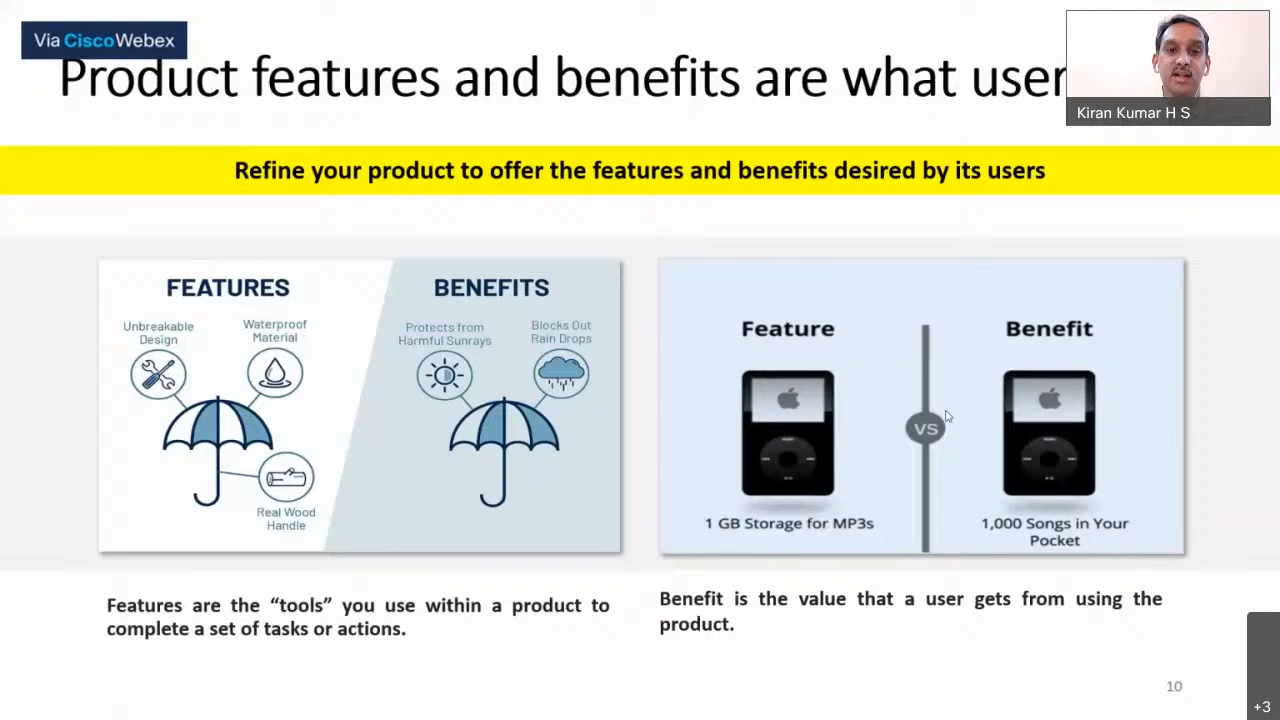 Via CiscoWebex
Product features and benefits are what user
Kiran Kumar H S
Refine your product to offer the features and benefits desired by its users
FEATURES
BENEFITS
Unbreakable
Design
Waterproof
Material
Real Wood
Handle
Protects from
Harmful Sunrays
Blocks Out
Rain Drops
Feature
Benefit
VS
MENU
MENU
1 GB Storage for MP3s
1,000 Songs in Your
Pocket
Features are the “tools” you use within a product to
complete a set of tasks or actions.
Benefit is the value that a user gets from using the
product.
10
+3